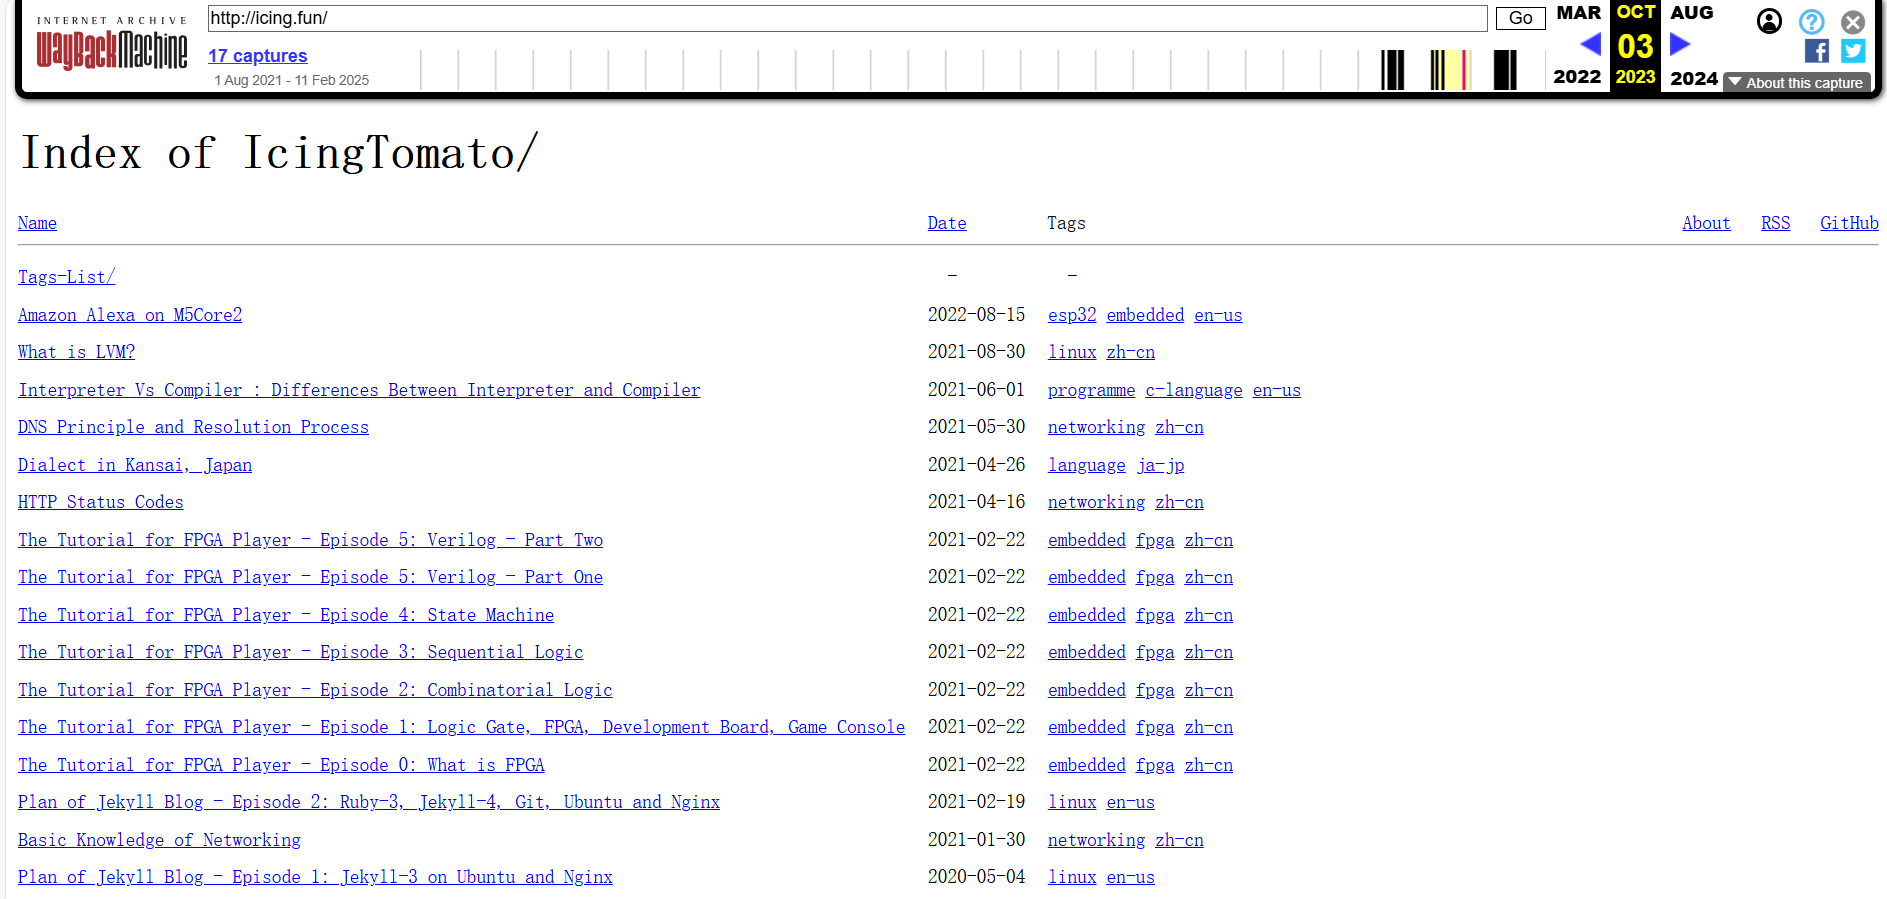 INTERNET ARCHIVE
WayBackMachine
http://icing.fun/
Go
17 captures
1 Aug 2021 - 11 Feb 2025
MAR OCT AUG
03
2022 2023 2024
About this capture
Index of IcingTomato/
Name Date Tags About RSS GitHub
Tags-List/ - -
Amazon Alexa on M5Core2 2022-08-15 esp32 embedded en-us
What is LVM? 2021-08-30 linux zh-cn
Interpreter Vs Compiler : Differences Between Interpreter and Compiler 2021-06-01 programme c-language en-us
DNS Principle and Resolution Process 2021-05-30 networking zh-cn
Dialect in Kansai, Japan 2021-04-26 language ja-jp
HTTP Status Codes 2021-04-16 networking zh-cn
The Tutorial for FPGA Player - Episode 5: Verilog - Part Two 2021-02-22 embedded fpga zh-cn
The Tutorial for FPGA Player - Episode 5: Verilog - Part One 2021-02-22 embedded fpga zh-cn
The Tutorial for FPGA Player - Episode 4: State Machine 2021-02-22 embedded fpga zh-cn
The Tutorial for FPGA Player - Episode 3: Sequential Logic 2021-02-22 embedded fpga zh-cn
The Tutorial for FPGA Player - Episode 2: Combinatorial Logic 2021-02-22 embedded fpga zh-cn
The Tutorial for FPGA Player - Episode 1: Logic Gate, FPGA, Development Board, Game Console 2021-02-22 embedded fpga zh-cn
The Tutorial for FPGA Player - Episode 0: What is FPGA 2021-02-22 embedded fpga zh-cn
Plan of Jekyll Blog - Episode 2: Ruby-3, Jekyll-4, Git, Ubuntu and Nginx 2021-02-19 linux en-us
Basic Knowledge of Networking 2021-01-30 networking zh-cn
Plan of Jekyll Blog - Episode 1: Jekyll-3 on Ubuntu and Nginx 2020-05-04 linux en-us